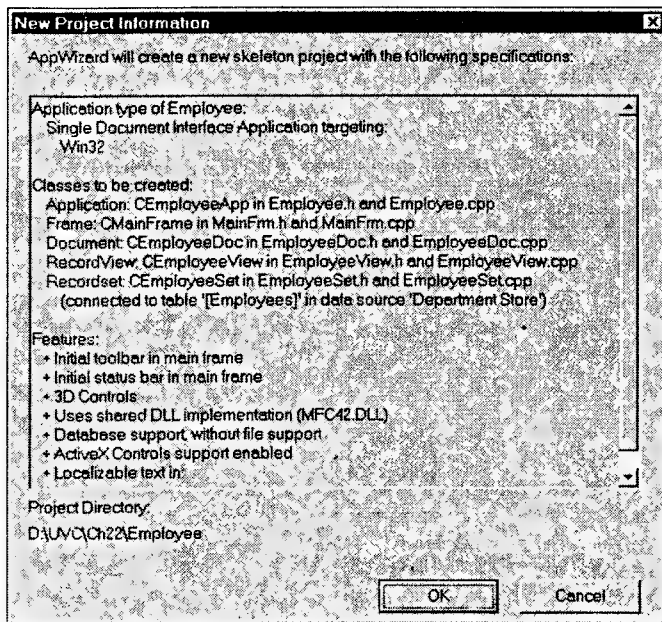 New Project Information
AppWizard will create a new skeleton project with the following specifications:
Application type of Employee:
Single Document Interface Application targeting:
Win32
Classes to be created:
Application: CEmployeeApp in Employee.h and Employee.cpp
Frame: CMainFrame in MainFrm.h and MainFrm.cpp
Document: CEmployeeDoc in EmployeeDoc.h and EmployeeDoc.cpp
RecordView: CEmployeeView in EmployeeView.h and EmployeeView.cpp
Recordset: CEmployeeSet in EmployeeSet.h and EmployeeSet.cpp
(connected to table '[Employees]' in data source 'Department Store')
Features:
+ Initial toolbar in main frame
+ Initial status bar in main frame
+ 3D Controls
+ Uses shared DLL implementation (MFC42.DLL)
+ Database support, without file support
+ ActiveX Controls support enabled
+ Localizable text in:
Project Directory:
D:\UVC\Ch22\Employee
OK
Cancel